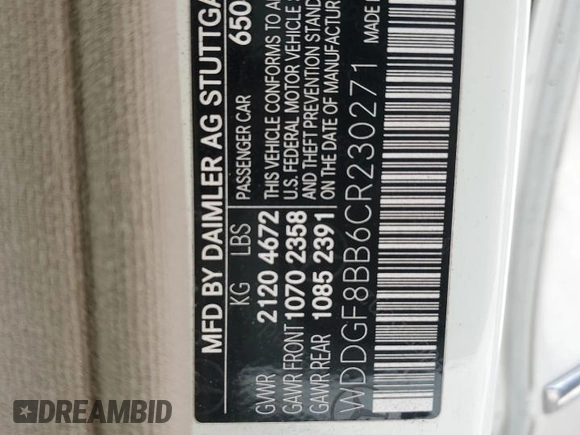 MFD BY DAIMLER AG STUTTGA
KG LBS PASSENGER CAR 650
GVWR 2120 4672 THIS VEHICLE CONFORMS TO A
GAWR FRONT 1070 2358 U.S. FEDERAL MOTOR VEHICLE S
GAWR REAR 1085 2391 AND THEFT PREVENTION STAND
ON THE DATE OF MANUFACTUR
WDDGF8BB6CR230271 MADE
DREAMBID